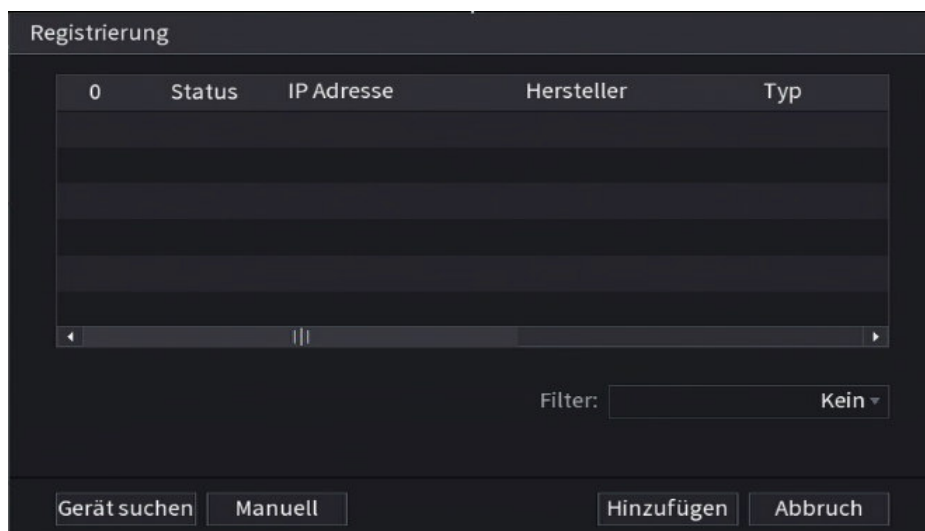 Registrierung
0 Status IP Adresse Hersteller Typ
Filter: Kein
Gerät suchen Manuell Hinzufügen Abbruch